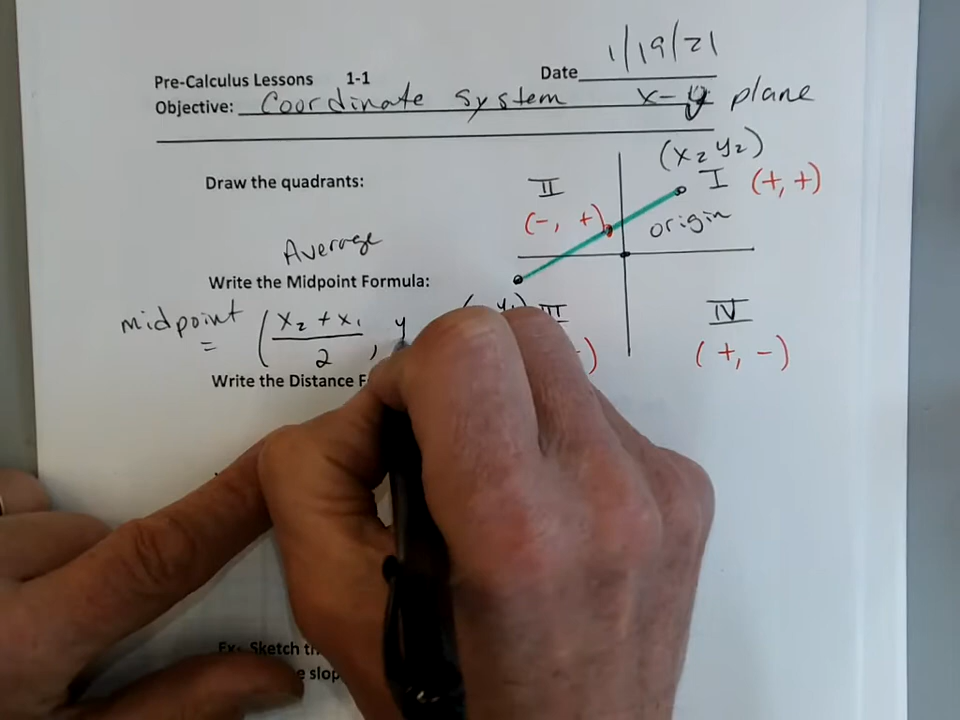 1/19/21
Pre-Calculus Lessons 1-1 Date
Objective: Coordinate system x-y plane
(x2 y2)
Draw the quadrants:
II
I (+, +)
(-, +)
origin
Average
Write the Midpoint Formula:
midpoint = (x2 + x1 / 2, y
y1)
III
IV
)
(+, -)
Write the Distance F
Ex: Sketch th
e slop